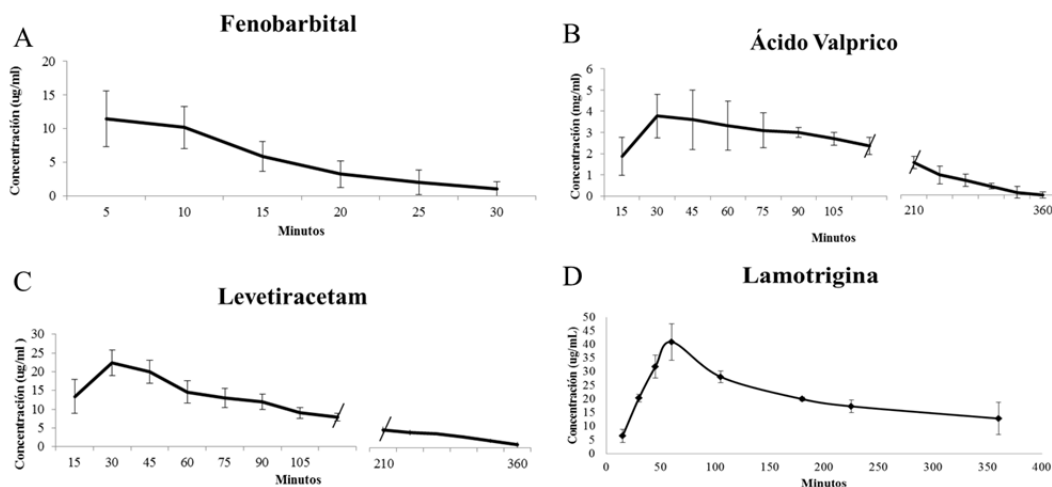 A
Fenobarbital
Concentración (ug/ml)
20
15
10
5
0
5 10 15 20 25 30
Minutos
B
Ácido Valprico
Concentración (mg/ml)
6
5
4
3
2
1
0
15 30 45 60 75 90 105 210 360
Minutos
C
Levetiracetam
Concentración (ug/ml )
30
25
20
15
10
5
0
15 30 45 60 75 90 105 210 360
Minutos
D
Lamotrigina
Concentración (ug/mL)
50
45
40
35
30
25
20
15
10
5
0
0 50 100 150 200 250 300 350 400
Minutos